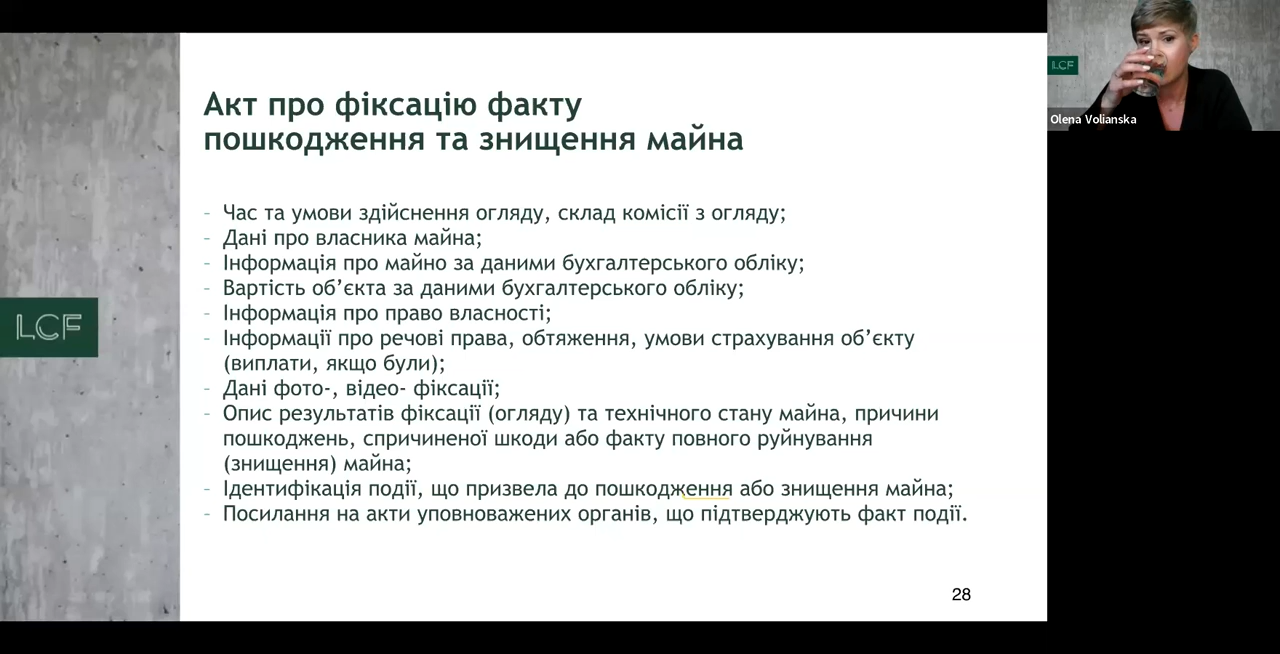 Акт про фіксацію факту
пошкодження та знищення майна
- Час та умови здійснення огляду, склад комісії з огляду;
- Дані про власника майна;
- Інформація про майно за даними бухгалтерського обліку;
- Вартість об’єкта за даними бухгалтерського обліку;
- Інформація про право власності;
- Інформації про речові права, обтяження, умови страхування об’єкту
(виплати, якщо були);
- Дані фото-, відео- фіксації;
- Опис результатів фіксації (огляду) та технічного стану майна, причини
пошкоджень, спричиненої шкоди або факту повного руйнування
(знищення) майна;
- Ідентифікація події, що призвела до пошкодження або знищення майна;
- Посилання на акти уповноважених органів, що підтверджують факт події.
28
LCF
LCF
Olena Volianska